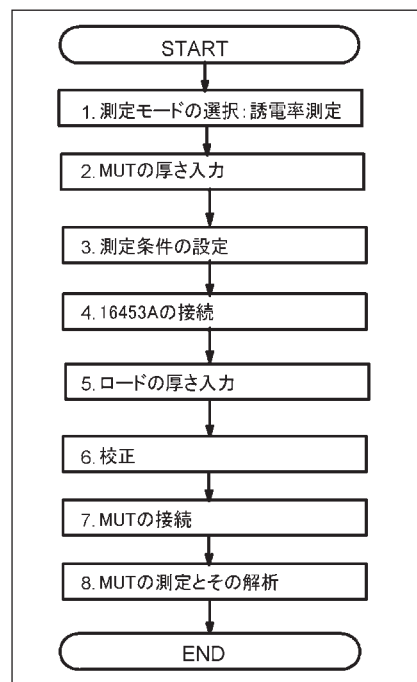 START
1. 測定モードの選択:誘電率測定
2. MUTの厚さ入力
3. 測定条件の設定
4. 16453Aの接続
5. ロードの厚さ入力
6. 校正
7. MUTの接続
8. MUTの測定とその解析
END